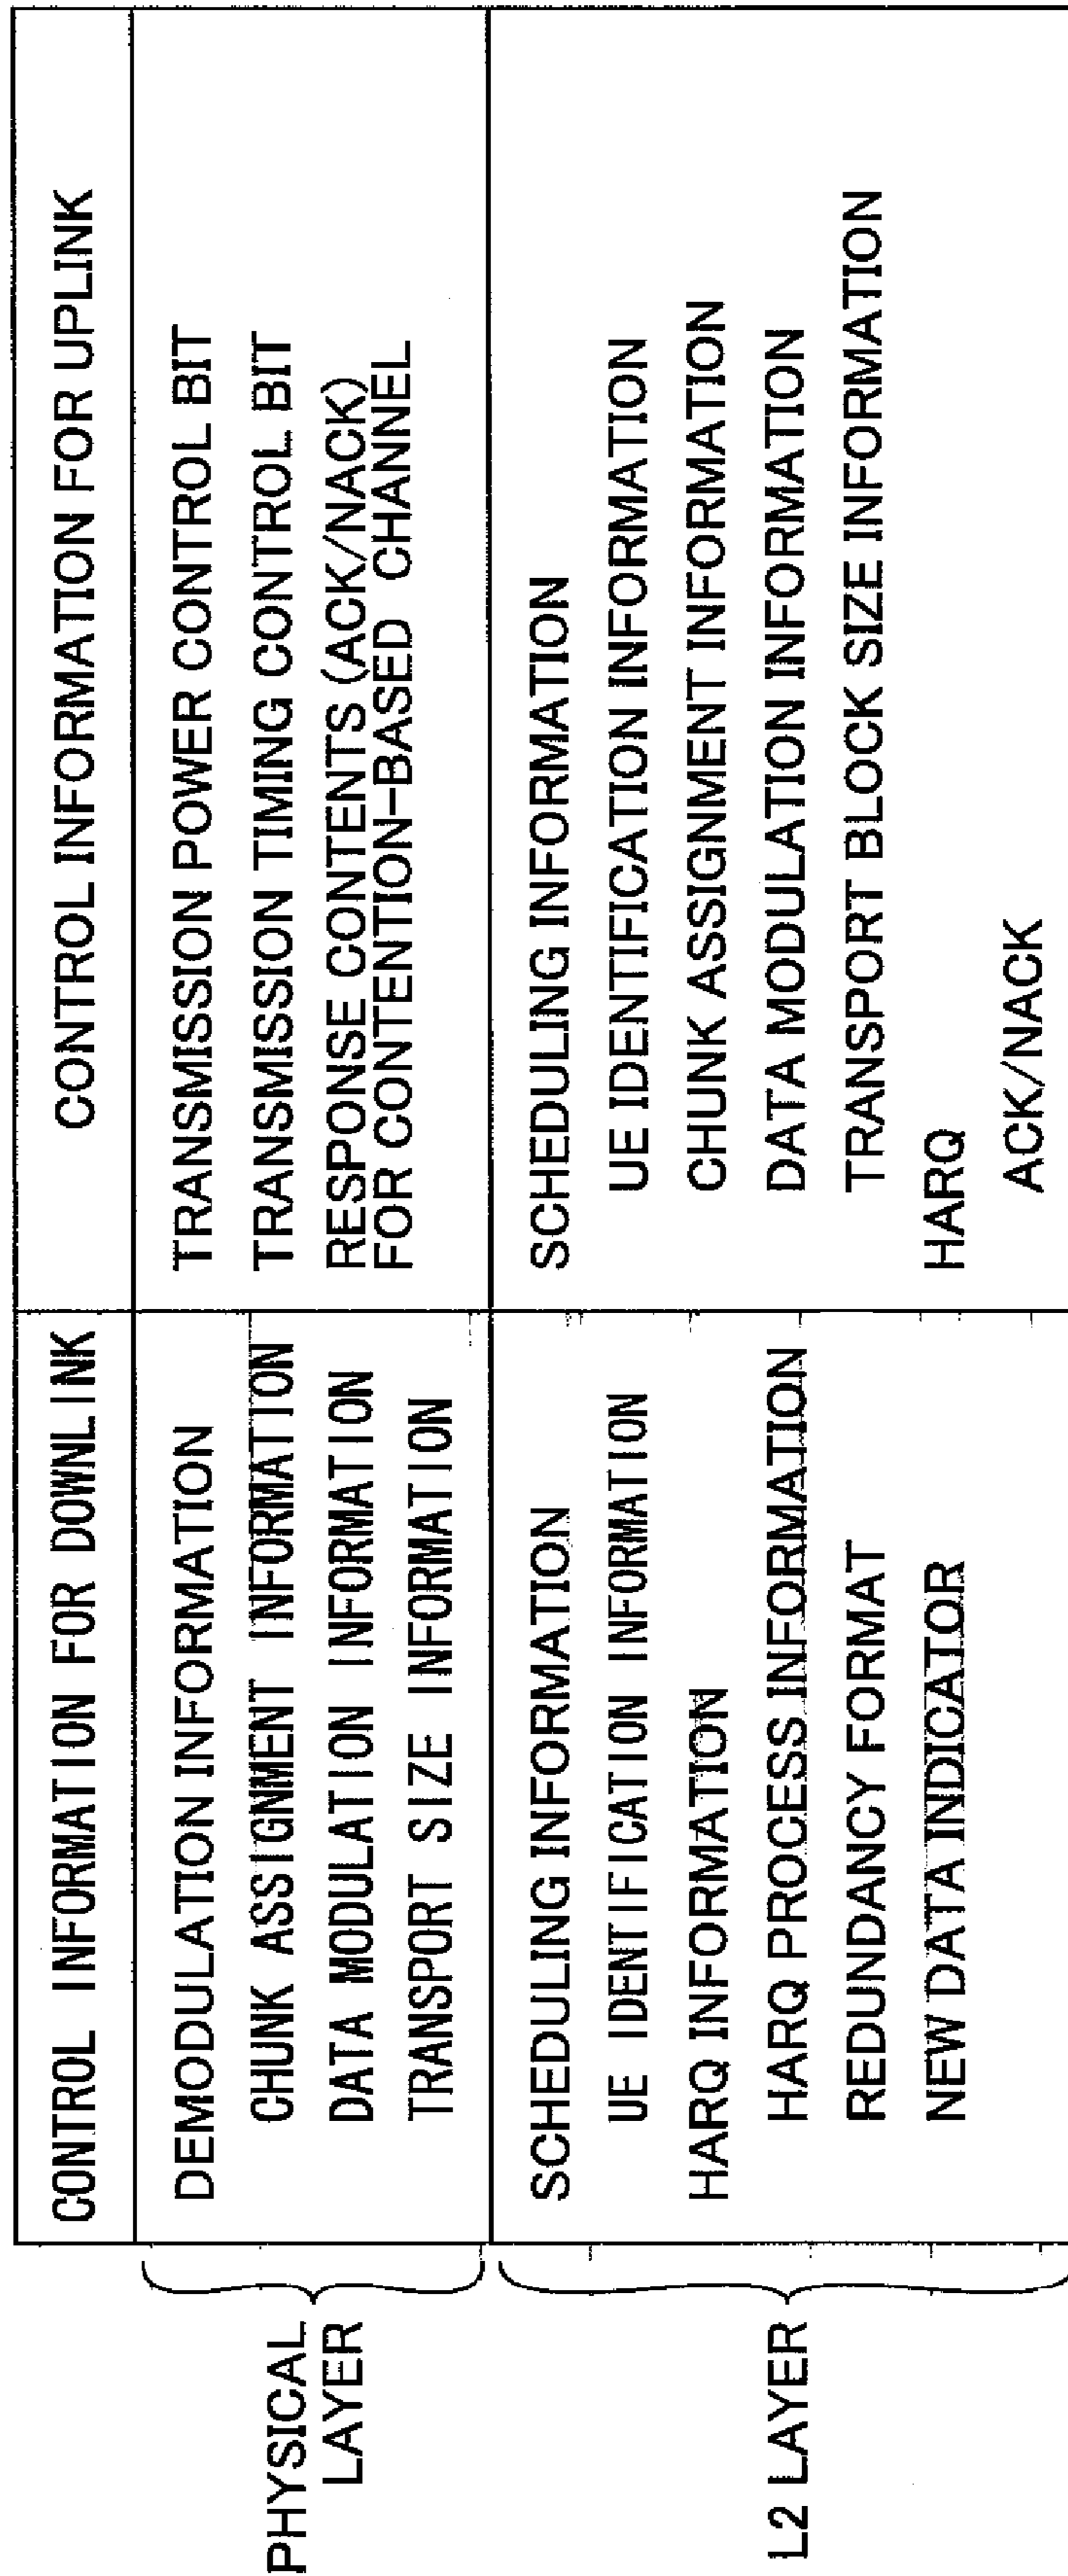 CONTROL INFORMATION FOR DOWNLINK
CONTROL INFORMATION FOR UPLINK
PHYSICAL
LAYER
DEMODULATION INFORMATION
CHUNK ASSIGNMENT INFORMATION
DATA MODULATION INFORMATION
TRANSPORT SIZE INFORMATION
TRANSMISSION POWER CONTROL BIT
TRANSMISSION TIMING CONTROL BIT
RESPONSE CONTENTS (ACK/NACK)
FOR CONTENTION-BASED CHANNEL
L2 LAYER
SCHEDULING INFORMATION
UE IDENTIFICATION INFORMATION
HARQ INFORMATION
HARQ PROCESS INFORMATION
REDUNDANCY FORMAT
NEW DATA INDICATOR
SCHEDULING INFORMATION
UE IDENTIFICATION INFORMATION
CHUNK ASSIGNMENT INFORMATION
DATA MODULATION INFORMATION
TRANSPORT BLOCK SIZE INFORMATION
HARQ
ACK/NACK